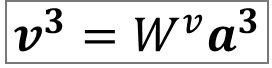 𝒗³ = 𝑊ᵛ𝒂³